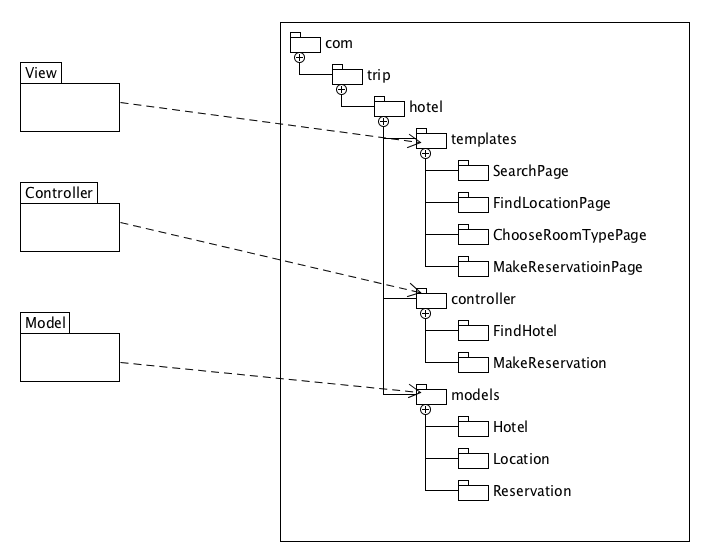 com
View
trip
hotel
templates
SearchPage
Controller
FindLocationPage
ChooseRoomTypePage
MakeReservatioinPage
controller
Model
FindHotel
MakeReservation
models
Hotel
Location
Reservation